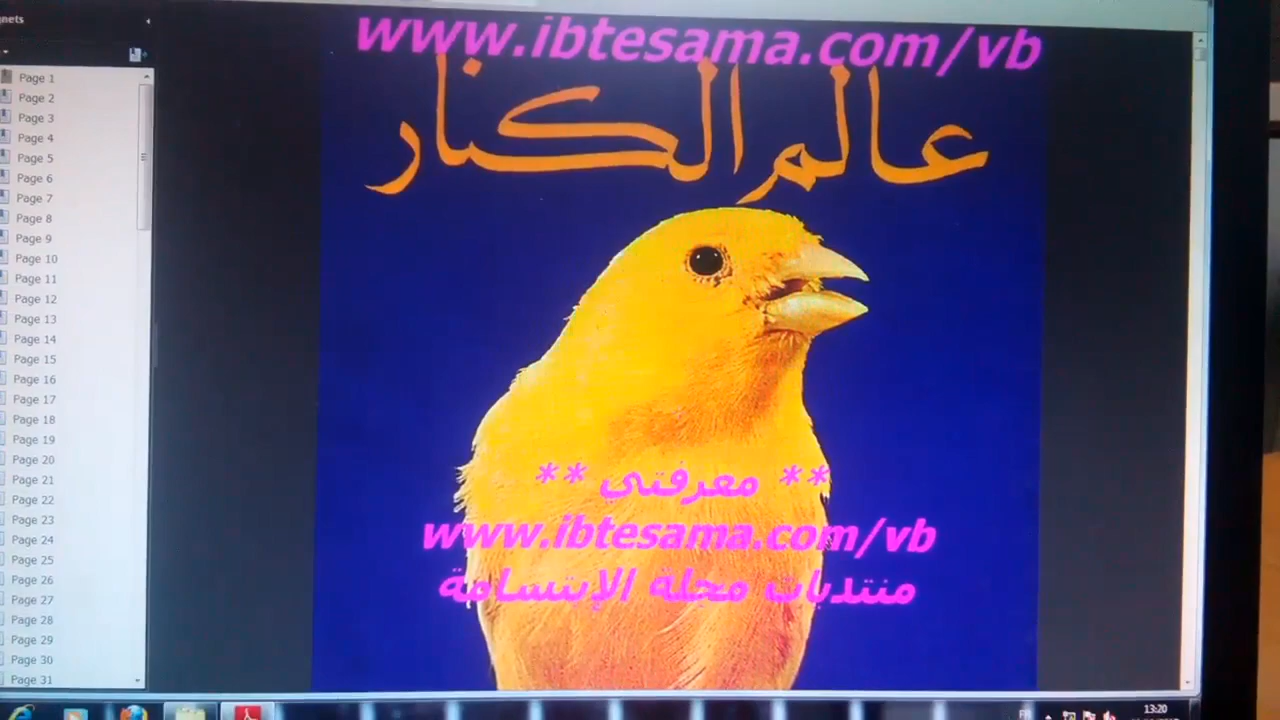 gnets
Page 1
Page 2
Page 3
Page 4
Page 5
Page 6
Page 7
Page 8
Page 9
Page 10
Page 11
Page 12
Page 13
Page 14
Page 15
Page 16
Page 17
Page 18
Page 19
Page 20
Page 21
Page 22
Page 23
Page 24
Page 25
Page 26
Page 27
Page 28
Page 29
Page 30
Page 31
www.ibtesama.com/vb
عالم الكنار
** معرفتى **
www.ibtesama.com/vb
منتديات مجلة الإبتسامة
FR
13:20